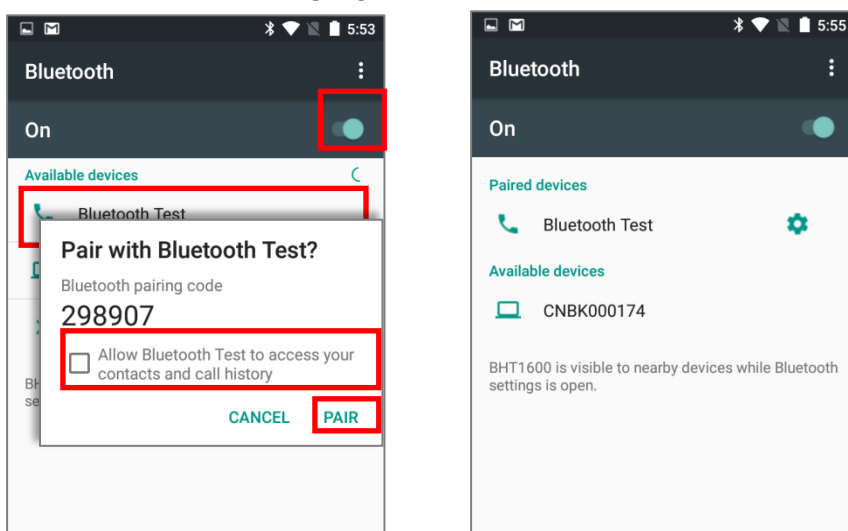 5:53
Bluetooth
On
Available devices
Bluetooth Test
Pair with Bluetooth Test?
Bluetooth pairing code
298907
Allow Bluetooth Test to access your
contacts and call history
BH
se
CANCEL PAIR
5:55
Bluetooth
On
Paired devices
Bluetooth Test
Available devices
CNBK000174
BHT1600 is visible to nearby devices while Bluetooth
settings is open.